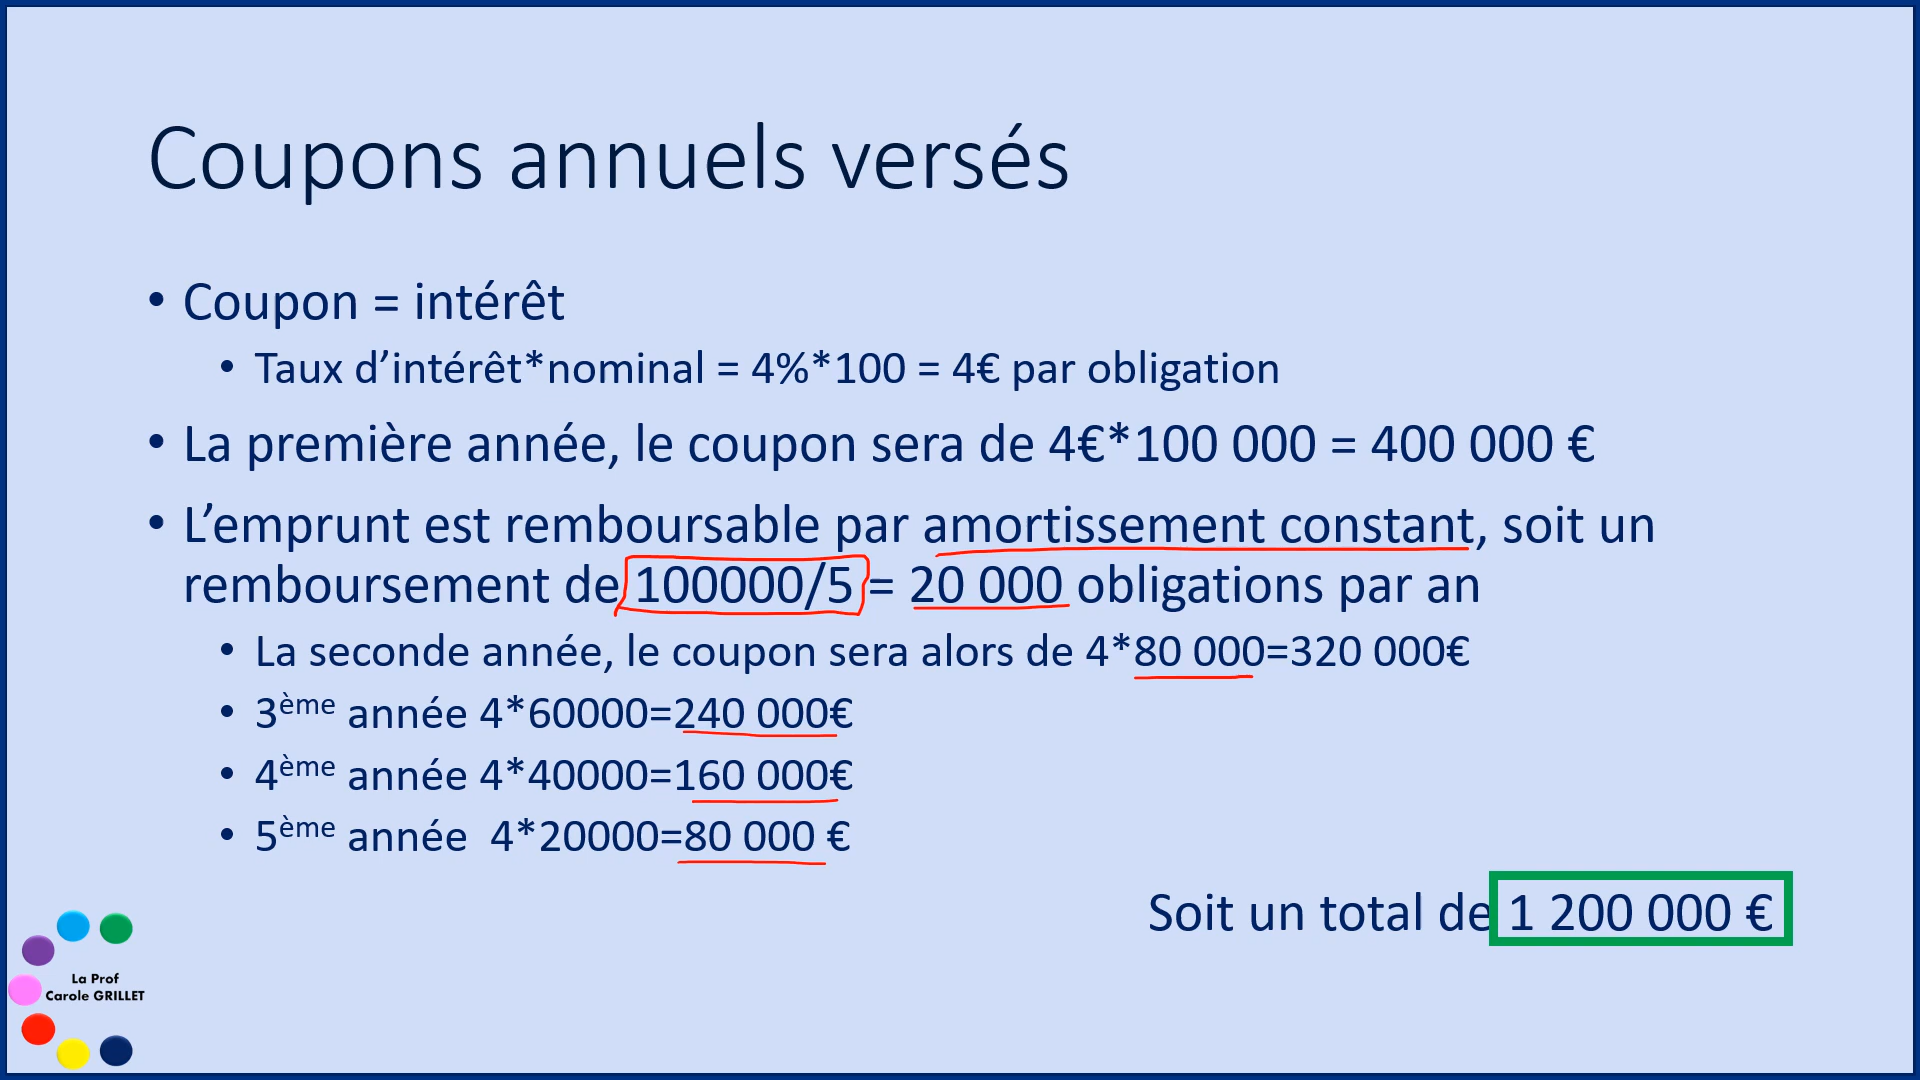 Coupons annuels versés
• Coupon = intérêt
• Taux d’intérêt*nominal = 4%*100 = 4€ par obligation
• La première année, le coupon sera de 4€*100 000 = 400 000 €
• L’emprunt est remboursable par amortissement constant, soit un
remboursement de 100000/5 = 20 000 obligations par an
• La seconde année, le coupon sera alors de 4*80 000=320 000€
• 3ème année 4*60000=240 000€
• 4ème année 4*40000=160 000€
• 5ème année 4*20000=80 000 €
Soit un total de 1 200 000 €
La Prof
Carole GRILLET